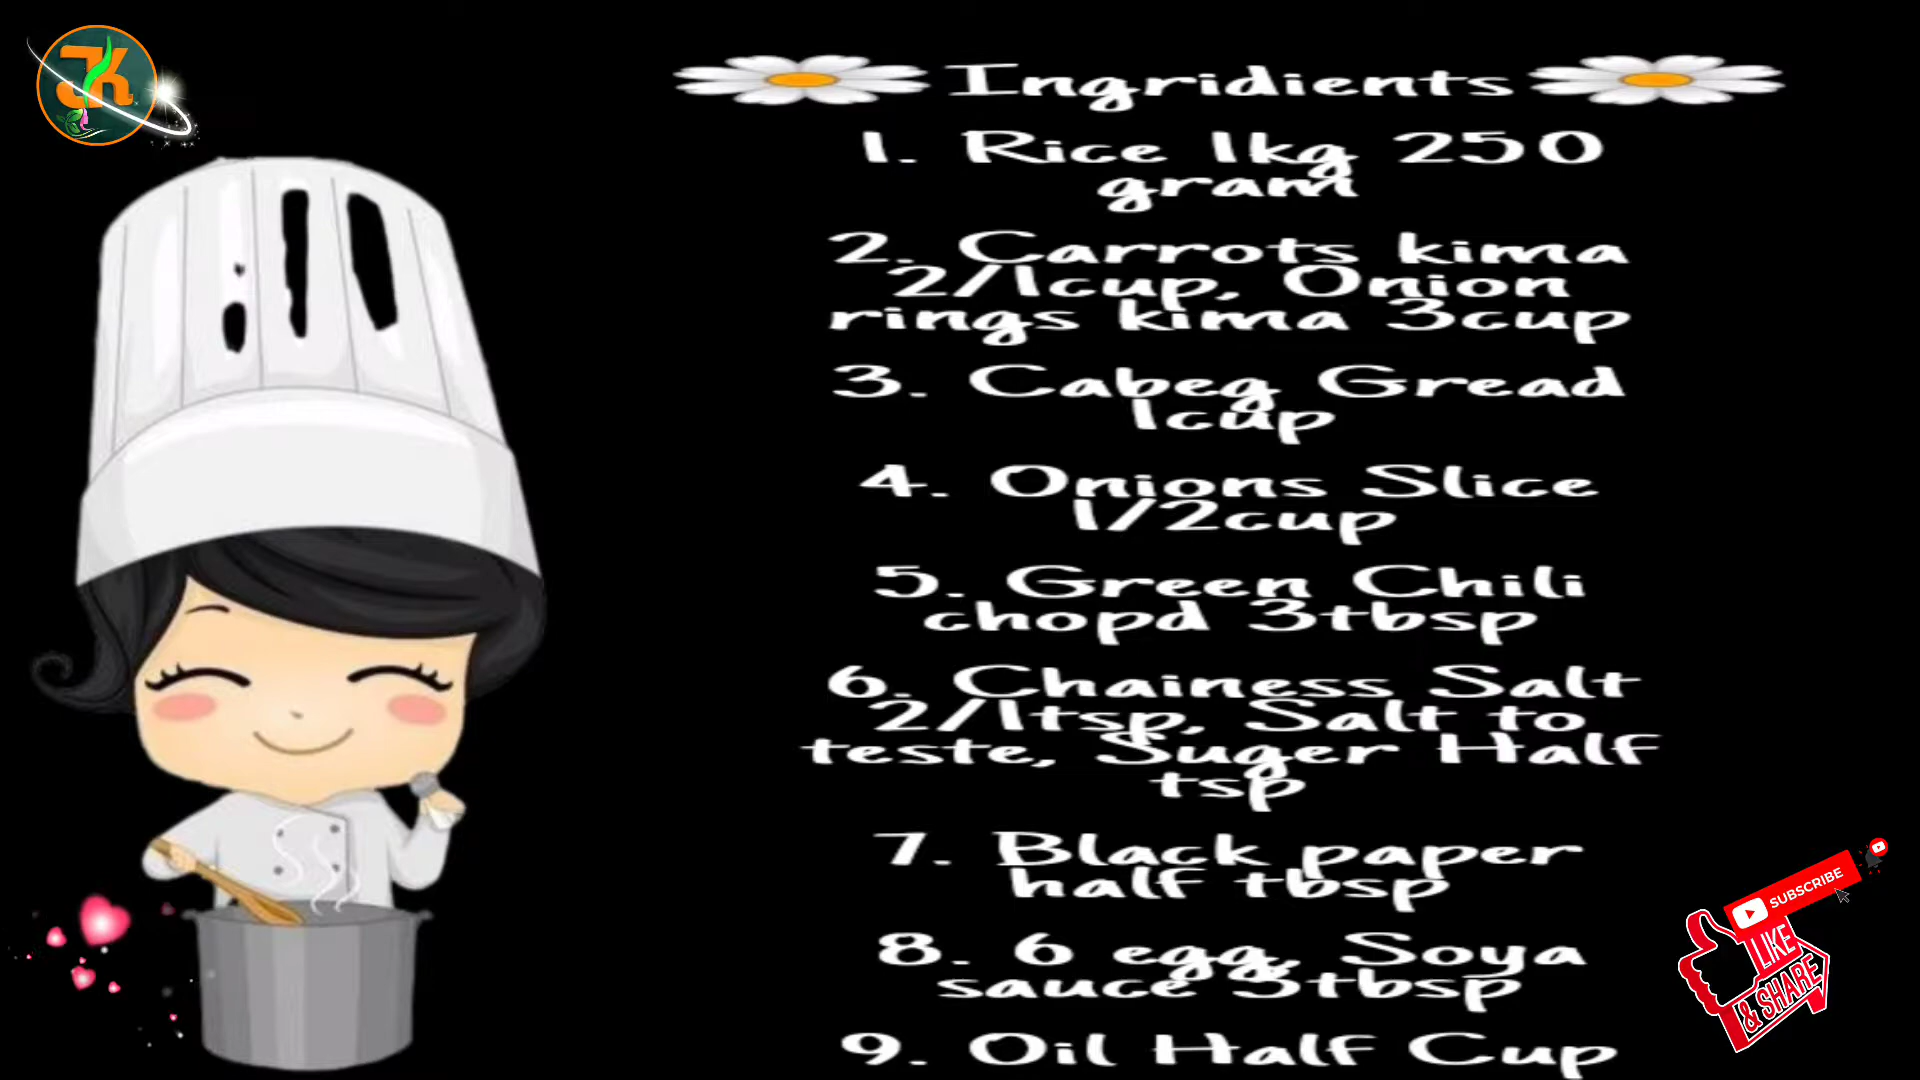 JK
Ingridients
1. Rice 1kg 250
gram
2. Carrots kima
2/1cup, Onion
rings kima 3cup
3. Cabeg Gread
1cup
4. Onions Slice
1/2cup
5. Green Chili
chopd 3tbsp
6. Chainess Salt
2/1tsp, Salt to
teste, Suger Half
tsp
7. Black paper
half tbsp
8. 6 egg, Soya
sauce 3tbsp
9. Oil Half Cup
SUBSCRIBE
LIKE
& SHARE